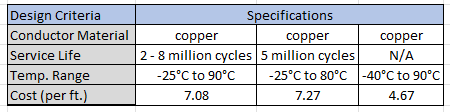 Design Criteria Specifications
Conductor Material copper copper copper
Service Life 2 - 8 million cycles 5 million cycles N/A
Temp. Range -25°C to 90°C -25°C to 80°C -40°C to 90°C
Cost (per ft.) 7.08 7.27 4.67